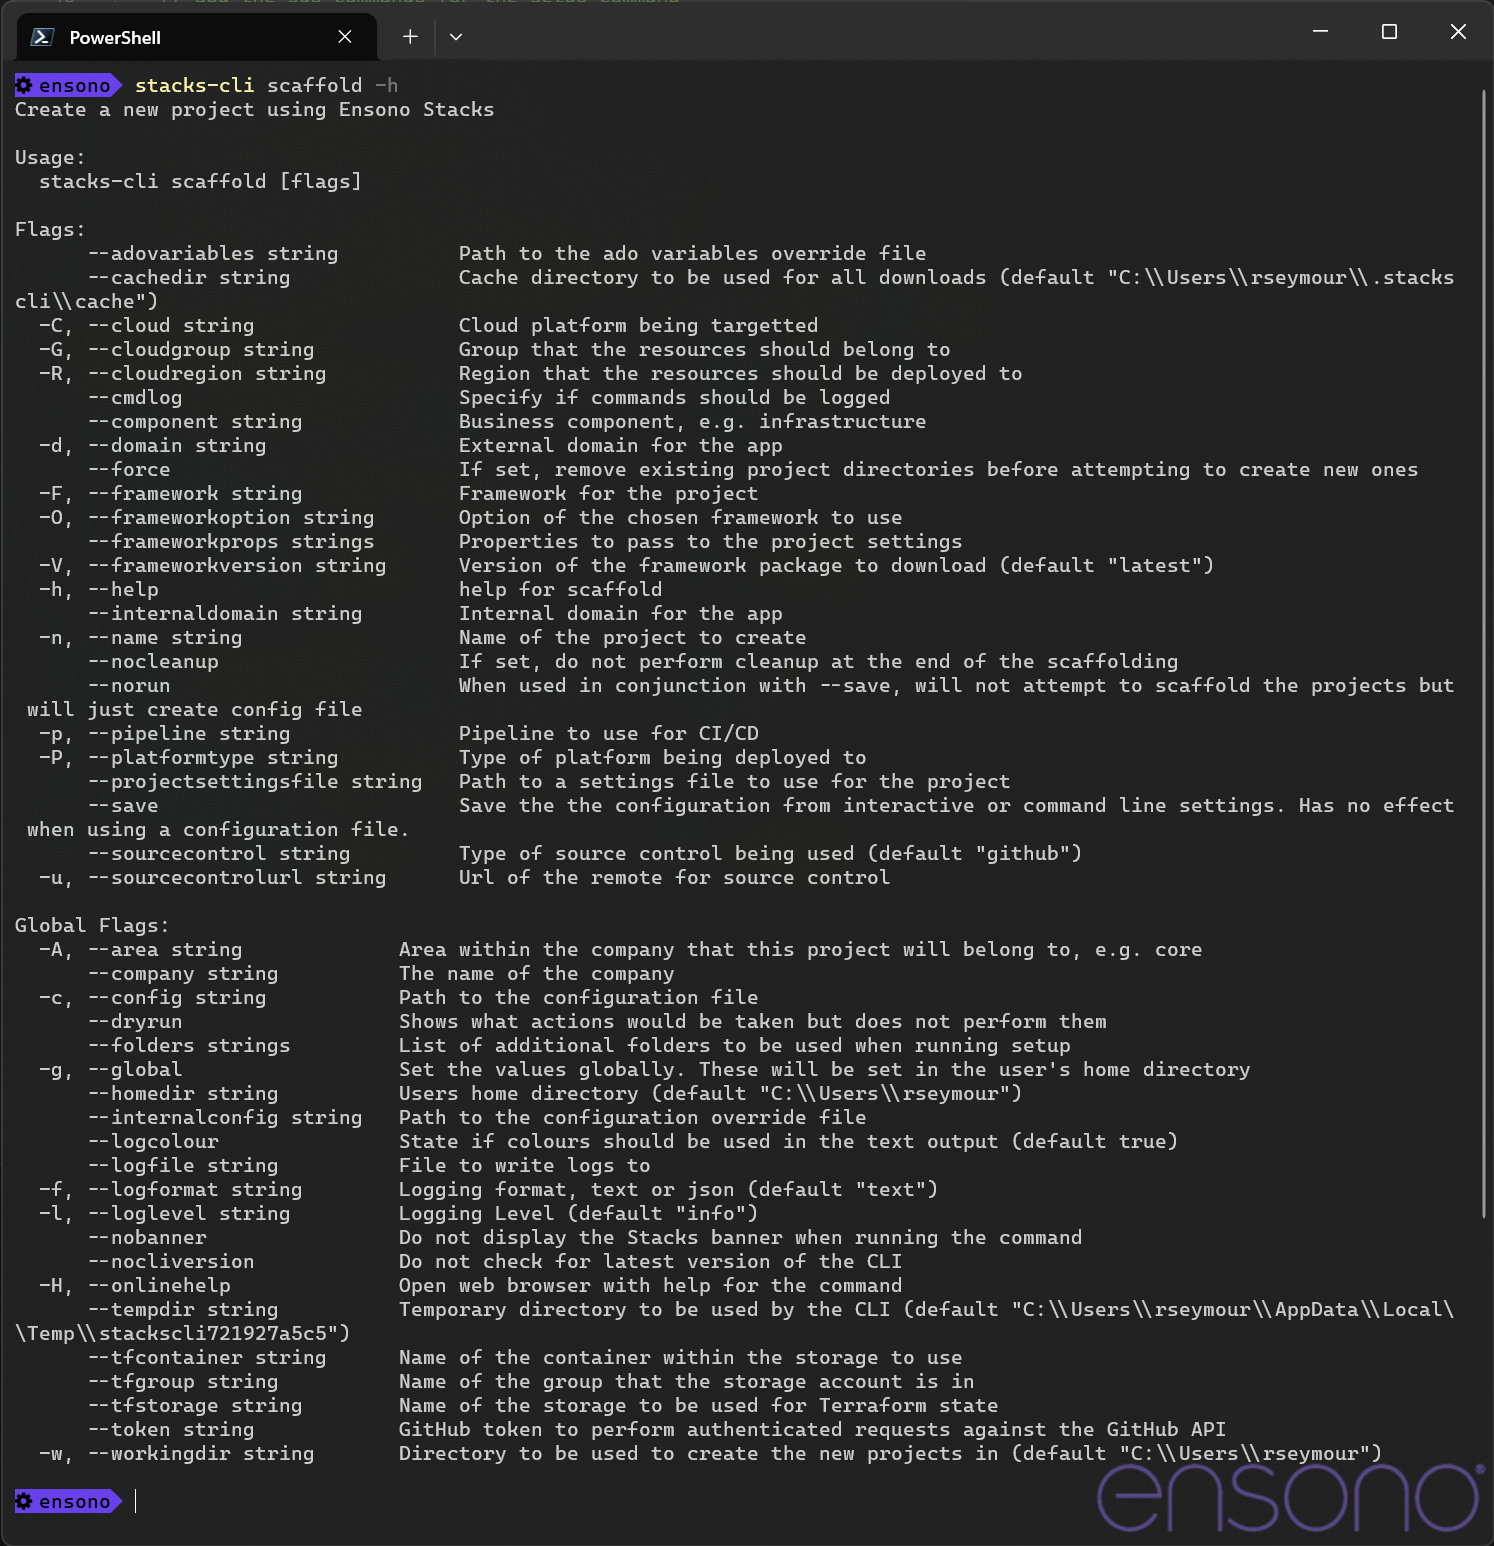 PowerShell
ensono stacks-cli scaffold -h
Create a new project using Ensono Stacks
Usage:
stacks-cli scaffold [flags]
Flags:
--adovariables string Path to the ado variables override file
--cachedir string Cache directory to be used for all downloads (default "C:\\Users\\rseymour\\.stacks
cli\\cache")
-C, --cloud string Cloud platform being targetted
-G, --cloudgroup string Group that the resources should belong to
-R, --cloudregion string Region that the resources should be deployed to
--cmdlog Specify if commands should be logged
--component string Business component, e.g. infrastructure
-d, --domain string External domain for the app
--force If set, remove existing project directories before attempting to create new ones
-F, --framework string Framework for the project
-O, --frameworkoption string Option of the chosen framework to use
--frameworkprops strings Properties to pass to the project settings
-V, --frameworkversion string Version of the framework package to download (default "latest")
-h, --help help for scaffold
--internaldomain string Internal domain for the app
-n, --name string Name of the project to create
--nocleanup If set, do not perform cleanup at the end of the scaffolding
--norun When used in conjunction with --save, will not attempt to scaffold the projects but
will just create config file
-p, --pipeline string Pipeline to use for CI/CD
-P, --platformtype string Type of platform being deployed to
--projectsettingsfile string Path to a settings file to use for the project
--save Save the the configuration from interactive or command line settings. Has no effect
when using a configuration file.
--sourcecontrol string Type of source control being used (default "github")
-u, --sourcecontrolurl string Url of the remote for source control
Global Flags:
-A, --area string Area within the company that this project will belong to, e.g. core
--company string The name of the company
-c, --config string Path to the configuration file
--dryrun Shows what actions would be taken but does not perform them
--folders strings List of additional folders to be used when running setup
-g, --global Set the values globally. These will be set in the user's home directory
--homedir string Users home directory (default "C:\\Users\\rseymour")
--internalconfig string Path to the configuration override file
--logcolour State if colours should be used in the text output (default true)
--logfile string File to write logs to
-f, --logformat string Logging format, text or json (default "text")
-l, --loglevel string Logging Level (default "info")
--nobanner Do not display the Stacks banner when running the command
--nocliversion Do not check for latest version of the CLI
-H, --onlinehelp Open web browser with help for the command
--tempdir string Temporary directory to be used by the CLI (default "C:\\Users\\rseymour\\AppData\\Local\
\Temp\\stackscli721927a5c5")
--tfcontainer string Name of the container within the storage to use
--tfgroup string Name of the group that the storage account is in
--tfstorage string Name of the storage to be used for Terraform state
--token string GitHub token to perform authenticated requests against the GitHub API
-w, --workingdir string Directory to be used to create the new projects in (default "C:\\Users\\rseymour")
ensono
ensono®